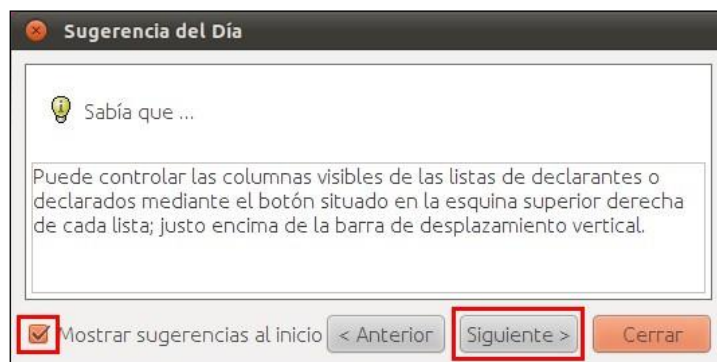 Sugerencia del Día
Sabía que ...
Puede controlar las columnas visibles de las listas de declarantes o
declarados mediante el botón situado en la esquina superior derecha
de cada lista; justo encima de la barra de desplazamiento vertical.
Mostrar sugerencias al inicio < Anterior Siguiente > Cerrar